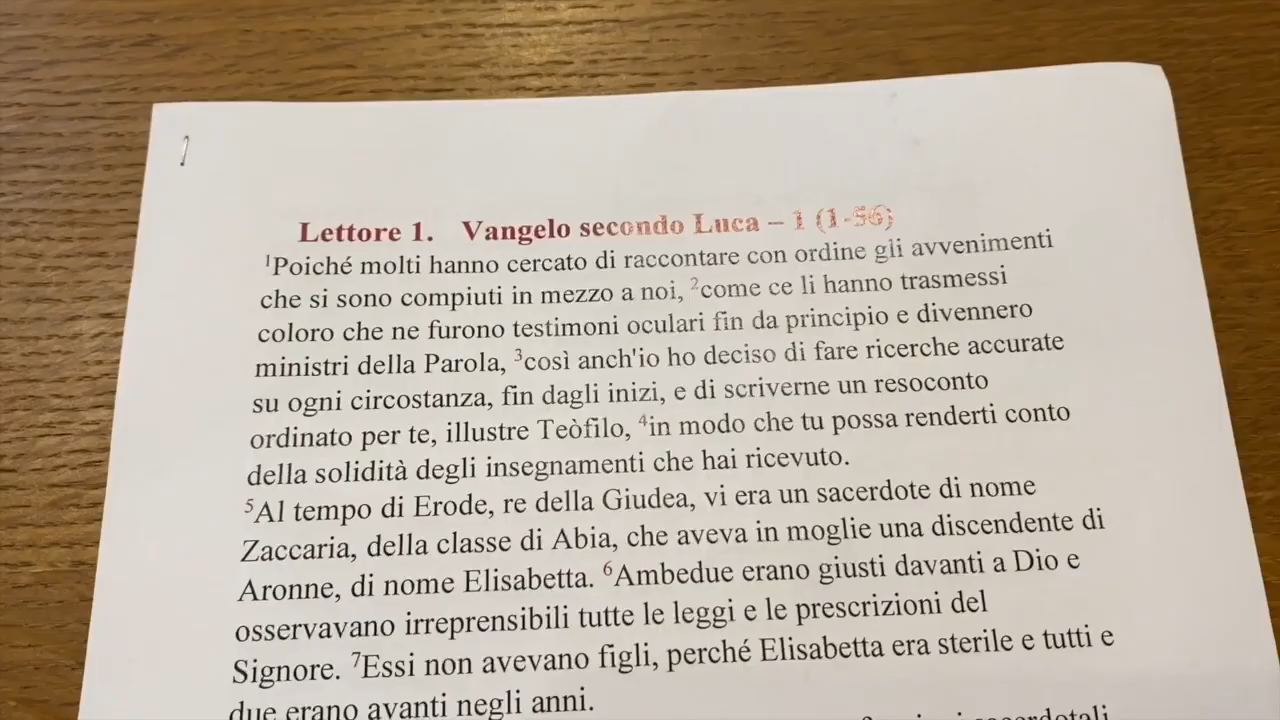 Lettore 1. Vangelo secondo Luca – 1 (1-56)
¹Poiché molti hanno cercato di raccontare con ordine gli avvenimenti
che si sono compiuti in mezzo a noi, ²come ce li hanno trasmessi
coloro che ne furono testimoni oculari fin da principio e divennero
ministri della Parola, ³così anch'io ho deciso di fare ricerche accurate
su ogni circostanza, fin dagli inizi, e di scriverne un resoconto
ordinato per te, illustre Teòfilo, ⁴in modo che tu possa renderti conto
della solidità degli insegnamenti che hai ricevuto.
⁵Al tempo di Erode, re della Giudea, vi era un sacerdote di nome
Zaccaria, della classe di Abia, che aveva in moglie una discendente di
Aronne, di nome Elisabetta. ⁶Ambedue erano giusti davanti a Dio e
osservavano irreprensibili tutte le leggi e le prescrizioni del
Signore. ⁷Essi non avevano figli, perché Elisabetta era sterile e tutti e
due erano avanti negli anni.